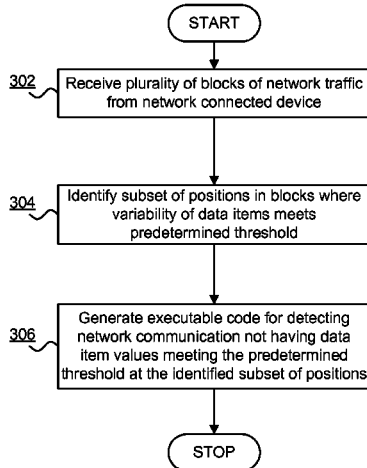 START
302
Receive plurality of blocks of network traffic
from network connected device
304
Identify subset of positions in blocks where
variability of data items meets
predetermined threshold
306
Generate executable code for detecting
network communication not having data
item values meeting the predetermined
threshold at the identified subset of positions
STOP